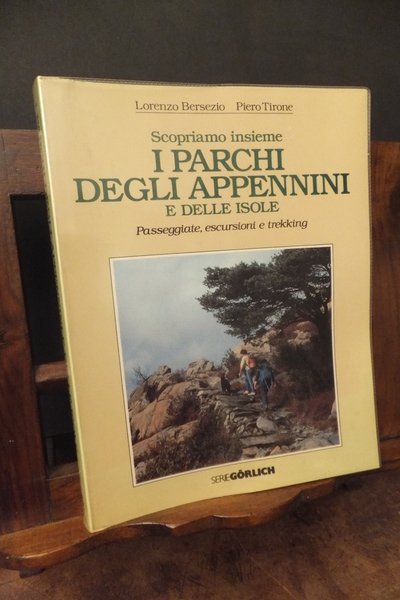 Lorenzo Bersezio Piero Tirone
Scopriamo insieme
I PARCHI
DEGLI APPENNINI
E DELLE ISOLE
Passeggiate, escursioni e trekking
SERIE GÖRLICH